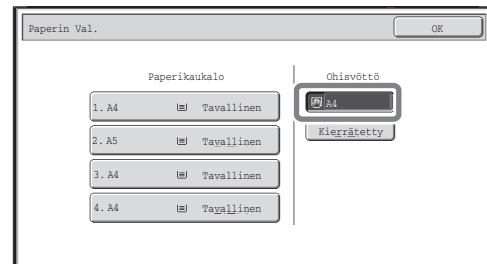 Paperin Val.
OK
Paperikaukalo
Ohisvöttö
1. A4 Tavallinen
A4
2. A5 Tavallinen
Kierrätetty
3. A4 Tavallinen
4. A4 Tavallinen